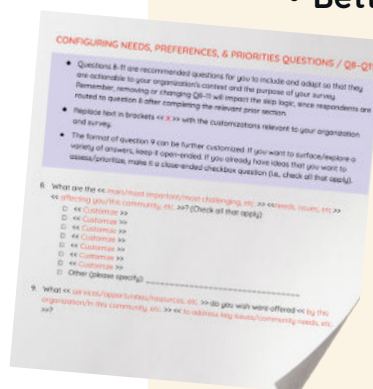 • Bett
CONFIGURING NEEDS, PREFERENCES, & PRIORITIES QUESTIONS / Q8-Q11
• Questions 8-11 are recommended questions for you to include and adapt so that they
are actionable to your organization's context and the purpose of your survey.
Remember, removing or changing Q8-11 will impact the skip logic, since respondents are
routed to question 8 after completing the relevant prior section.
• Replace text in brackets << X >> with the customizations relevant to your organization
and survey.
• The format of question 9 can be further customized. If you want to surface/explore a
variety of answers, keep it open-ended. If you already have ideas that you want to
assess/prioritize, make it a close-ended checkbox question (i.e., check all that apply).
8. What are the << main/most important/most challenging, etc. >> <<needs, issues, etc >>
<< affecting you/this community, etc. >>? (Check all that apply)
<< Customize >>
<< Customize >>
<< Customize >>
<< Customize >>
<< Customize >>
<< Customize >>
<< Customize >>
Other (please specify)
9. What << services/opportunities/resources, etc. >> do you wish were offered << by this
organization/in this community, etc. >> << to address key issues/community needs, etc.
>>?